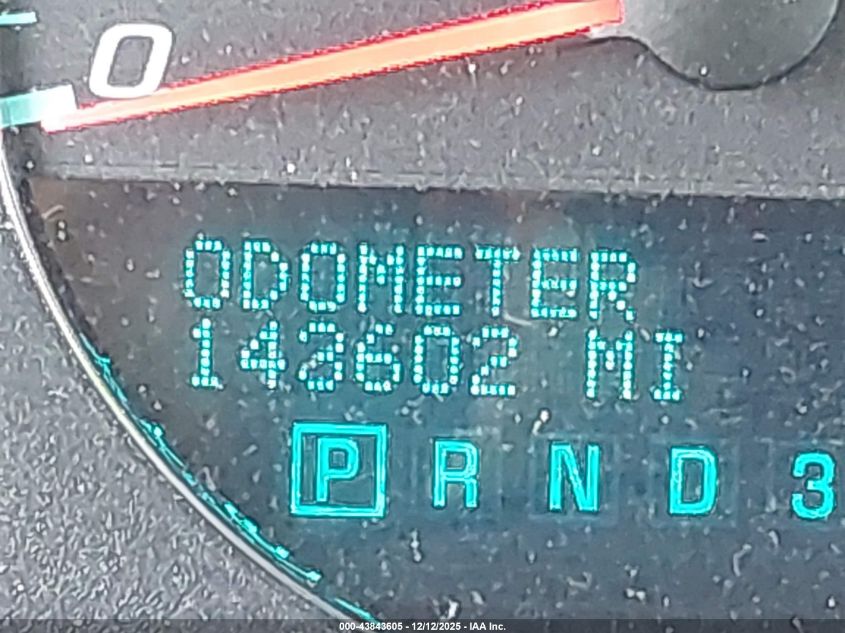 0
ODOMETER
143602 MI
P R N D 3
000-43843605 - 12/12/2025 - IAA Inc.